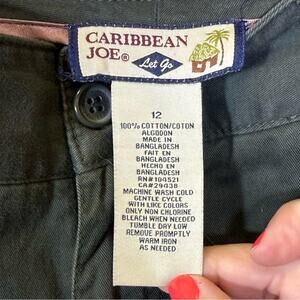 CARIBBEAN
JOE®
Let Go
12
100% COTTON/COTON
ALGODON
MADE IN
BANGLADESH
FAIT EN
BANGLADESH
HECHO EN
BANGLADESH
RN#104521
CA#29438
MACHINE WASH COLD
GENTLE CYCLE
WITH LIKE COLORS
ONLY NON CHLORINE
BLEACH WHEN NEEDED
TUMBLE DRY LOW
REMOVE PROMPTLY
WARM IRON
AS NEEDED